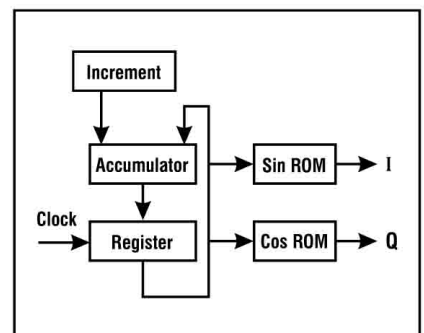 Increment
Accumulator
Sin ROM
I
Clock
Register
Cos ROM
Q